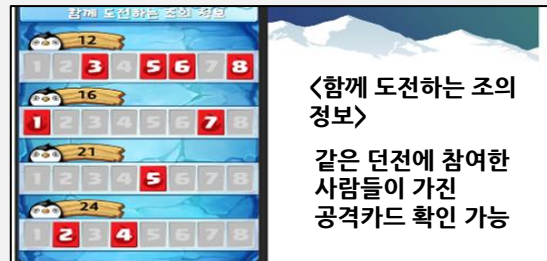 함께 도전하는 조의 정보
12
1 2 3 4 5 6 7 8
16
1 2 3 4 5 6 7 8
21
1 2 3 4 5 6 7 8
24
1 2 3 4 5 6 7 8
<함께 도전하는 조의
정보>
같은 던전에 참여한
사람들이 가진
공격카드 확인 가능